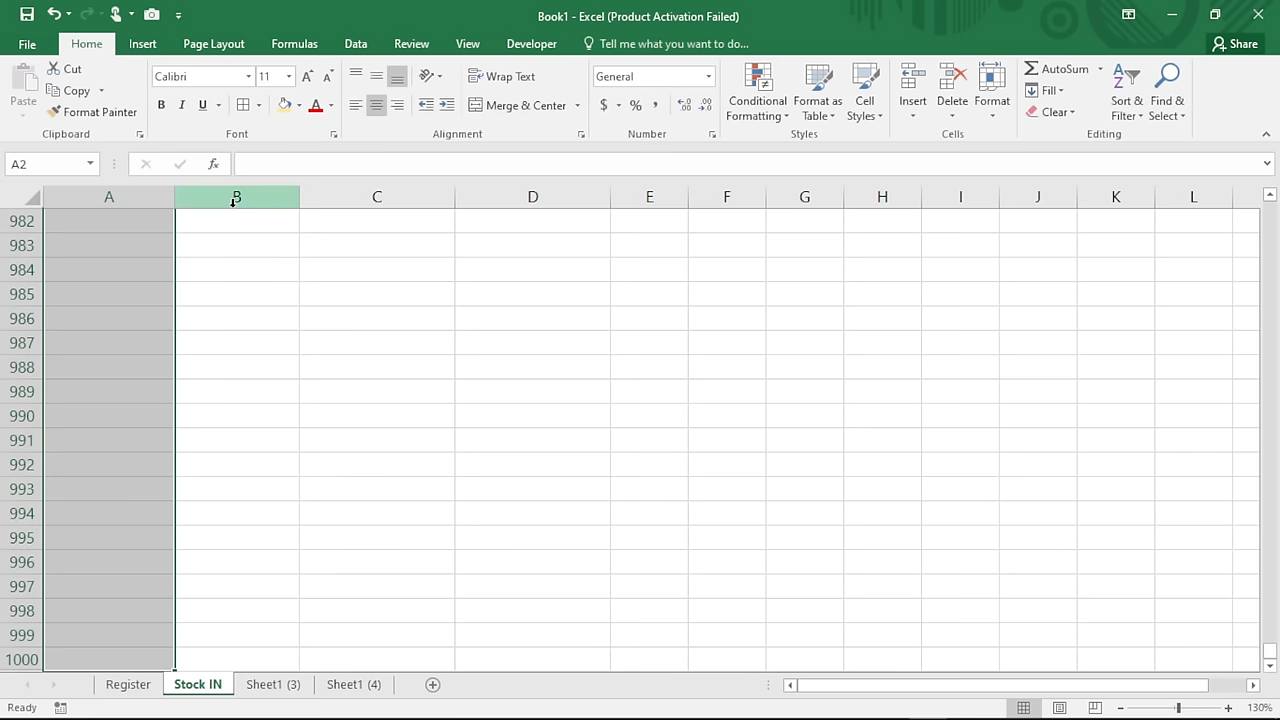 Book1 - Excel (Product Activation Failed)
File Home Insert Page Layout Formulas Data Review View Developer Tell me what you want to do... Share
Paste Cut Copy Format Painter Clipboard
Calibri 11 A A B I U A Font
ab Wrap Text Merge & Center Alignment
General $ % , .00 .0 Number
Conditional Formatting Format as Table Cell Styles Styles
Insert Delete Format Cells
AutoSum Fill Clear Sort & Filter Find & Select Editing
A2 fx
A B C D E F G H I J K L
982
983
984
985
986
987
988
989
990
991
992
993
994
995
996
997
998
999
1000
Register Stock IN Sheet1 (3) Sheet1 (4)
Ready 130%